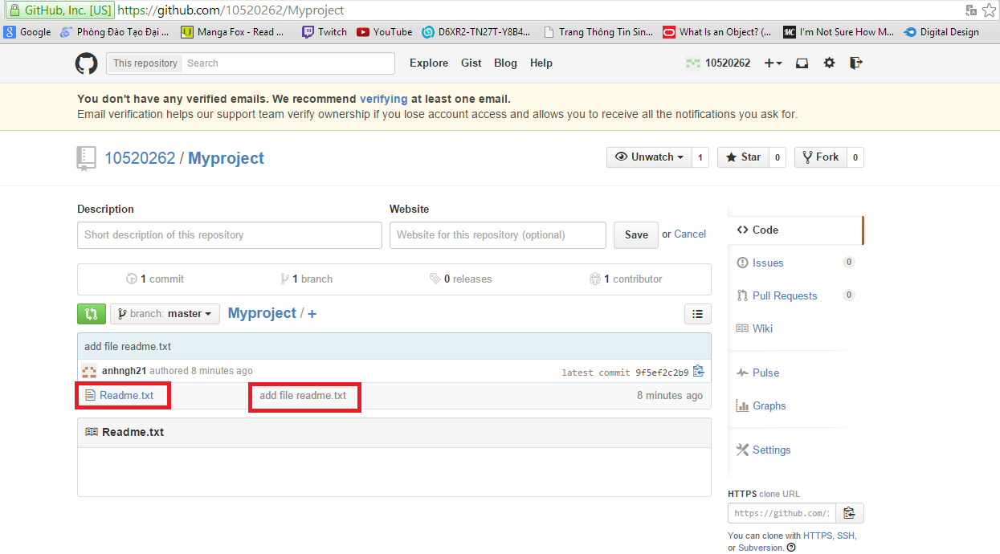 GitHub, Inc. [US] https://github.com/10520262/Myproject
Google Phòng Đào Tạo Đại ... Manga Fox - Read ... Twitch YouTube D6XR2-TN27T-Y8B4... Trang Thông Tin Sin... What Is an Object? (... I'm Not Sure How M... Digital Design
This repository Search Explore Gist Blog Help 10520262
You don't have any verified emails. We recommend verifying at least one email.
Email verification helps our support team verify ownership if you lose account access and allows you to receive all the notifications you ask for.
10520262 / Myproject Unwatch 1 Star 0 Fork 0
Description Website
Short description of this repository Website for this repository (optional) Save or Cancel
1 commit 1 branch 0 releases 1 contributor
branch: master Myproject / +
add file readme.txt
anhngh21 authored 8 minutes ago latest commit 9f5ef2c2b9
Readme.txt add file readme.txt 8 minutes ago
Readme.txt
Code
Issues 0
Pull Requests 0
Wiki
Pulse
Graphs
Settings
HTTPS clone URL
https://github.com/
You can clone with HTTPS, SSH,
or Subversion.